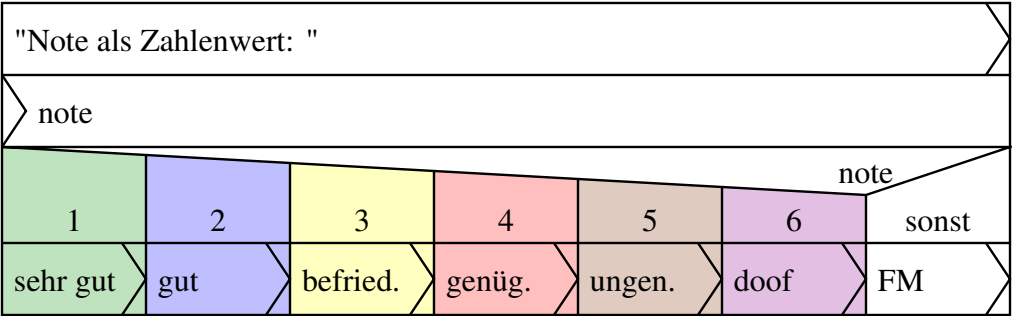 "Note als Zahlenwert: "
note
note
1 2 3 4 5 6 sonst
sehr gut gut befried. genüg. ungen. doof FM